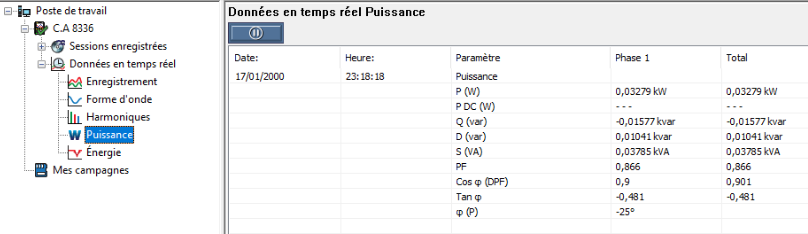 Poste de travail
C.A 8336
Sessions enregistrées
Données en temps réel
Enregistrement
Forme d'onde
Harmoniques
W Puissance
Énergie
Mes campagnes
Données en temps réel Puissance
Date: Heure: Paramètre Phase 1 Total
17/01/2000 23:18:18 Puissance
P (W) 0,03279 kW 0,03279 kW
P DC (W) - - - - - -
Q (var) -0,01577 kvar -0,01577 kvar
D (var) 0,01041 kvar 0,01041 kvar
S (VA) 0,03785 kVA 0,03785 kVA
PF 0,866 0,866
Cos φ (DPF) 0,9 0,901
Tan φ -0,481 -0,481
φ (P) -25°